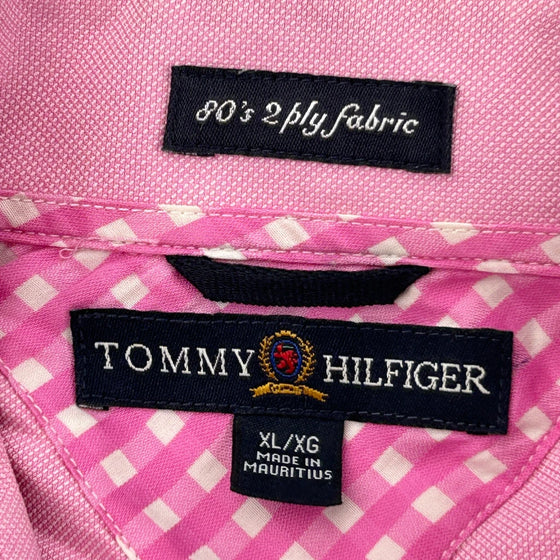 80's 2 ply fabric
TOMMY HILFIGER
XL/XG
MADE IN
MAURITIUS